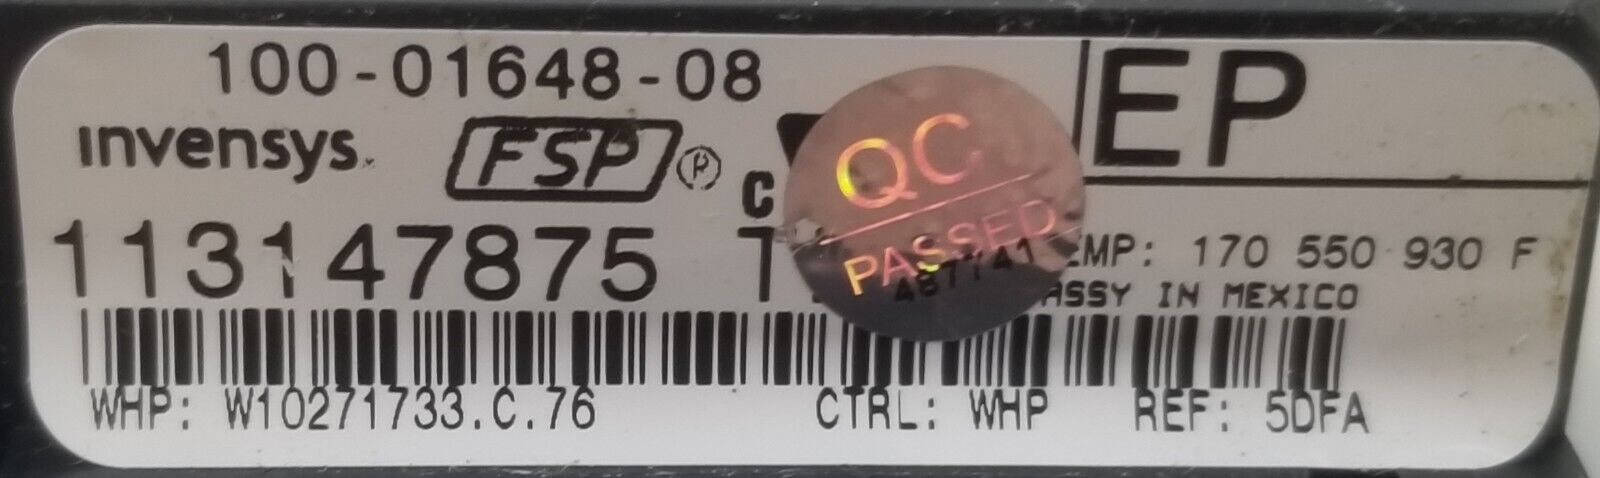 100-01648-08
EP
invensys FSP®
C
QC
PASSED
113147875
467741
EMP: 170 550 930 F
ASSY IN MEXICO
WHP: W10271733.C.76 CTRL: WHP REF: 5DFA